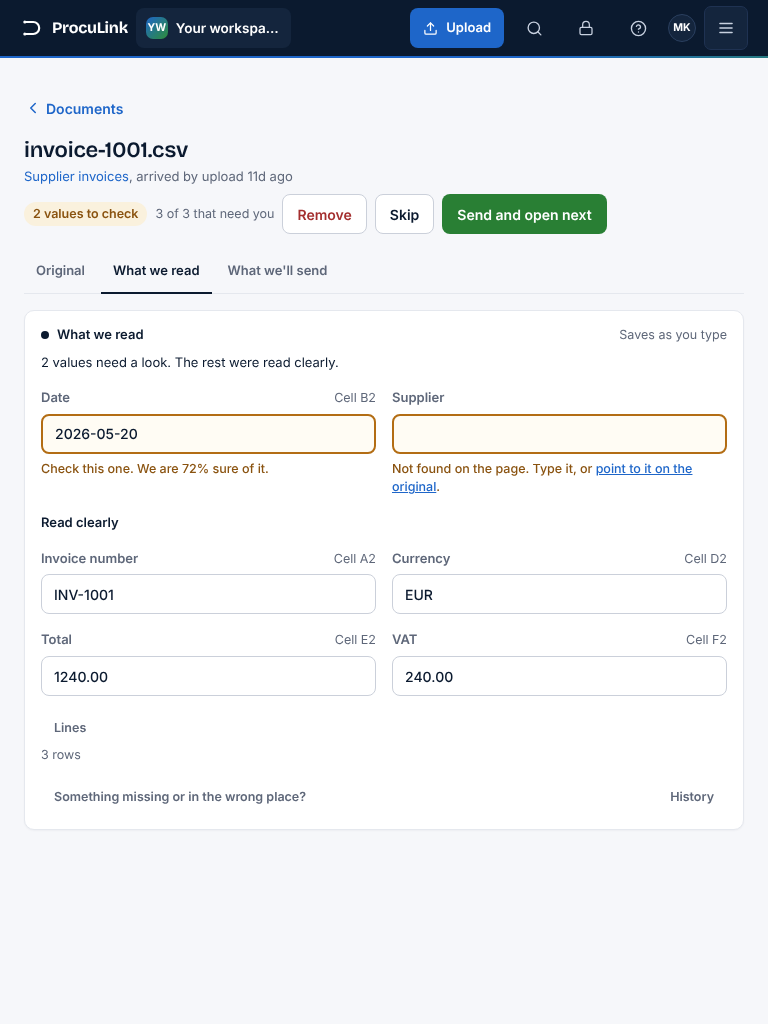 ProcuLink
YW
Your workspa...
Upload
MK
Documents
invoice-1001.csv
Supplier invoices, arrived by upload 11d ago
2 values to check
3 of 3 that need you
Remove
Skip
Send and open next
Original
What we read
What we'll send
What we read
Saves as you type
2 values need a look. The rest were read clearly.
Date
Cell B2
Supplier
2026-05-20
Check this one. We are 72% sure of it.
Not found on the page. Type it, or point to it on the
original.
Read clearly
Invoice number
Cell A2
Currency
Cell D2
INV-1001
EUR
Total
Cell E2
VAT
Cell F2
1240.00
240.00
Lines
3 rows
Something missing or in the wrong place?
History